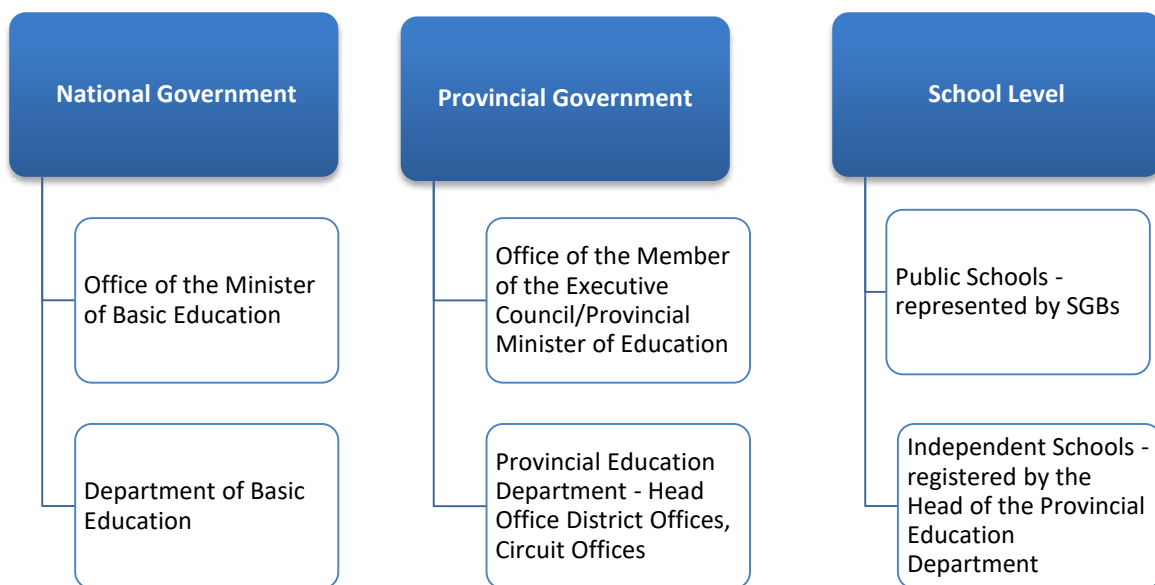 National Government
Office of the Minister
of Basic Education
Department of Basic
Education
Provincial Government
Office of the Member
of the Executive
Council/Provincial
Minister of Education
Provincial Education
Department - Head
Office District Offices,
Circuit Offices
School Level
Public Schools -
represented by SGBs
Independent Schools -
registered by the
Head of the Provincial
Education
Department